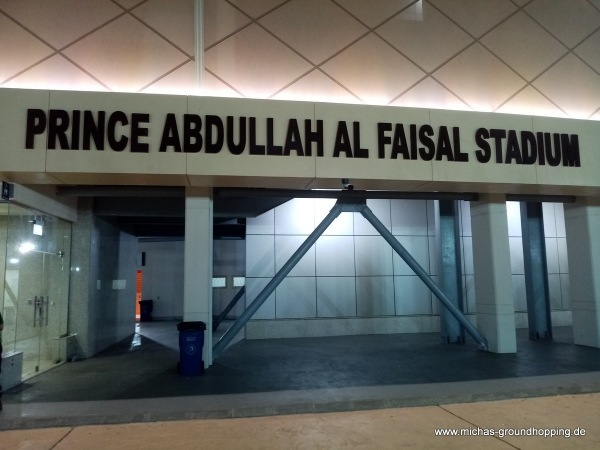 PRINCE ABDULLAH AL FAISAL STADIUM
www.michas-groundhopping.de